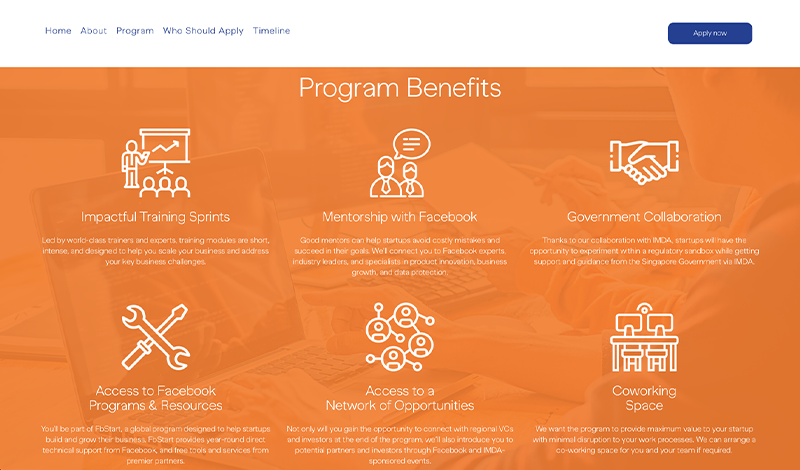 Home About Program Who Should Apply Timeline
Apply now
Program Benefits
Impactful Training Sprints
Led by world-class trainers and experts, training modules are short,
intense, and designed to help you scale your business and address
your key business challenges.
Mentorship with Facebook
Good mentors can help startups avoid costly mistakes and
succeed in their goals. We'll connect you to Facebook experts,
industry leaders, and specialists in product innovation, business
growth, and data protection.
Government Collaboration
Thanks to our collaboration with IMDA, startups will have the
opportunity to experiment within a regulatory sandbox while getting
support and guidance from the Singapore Government via IMDA.
Access to Facebook
Programs & Resources
You'll be part of FbStart, a global program designed to help startups
build and grow their business. FbStart provides year-round direct
technical support from Facebook, and free tools and services from
premier partners.
Access to a
Network of Opportunities
Not only will you gain the opportunity to connect with regional VCs
and investors at the end of the program, we'll also introduce you to
potential partners and investors through Facebook and IMDA-
sponsored events.
Coworking
Space
We want the program to provide maximum value to your startup
with minimal disruption to your work processes. We can arrange a
co-working space for you and your team if required.